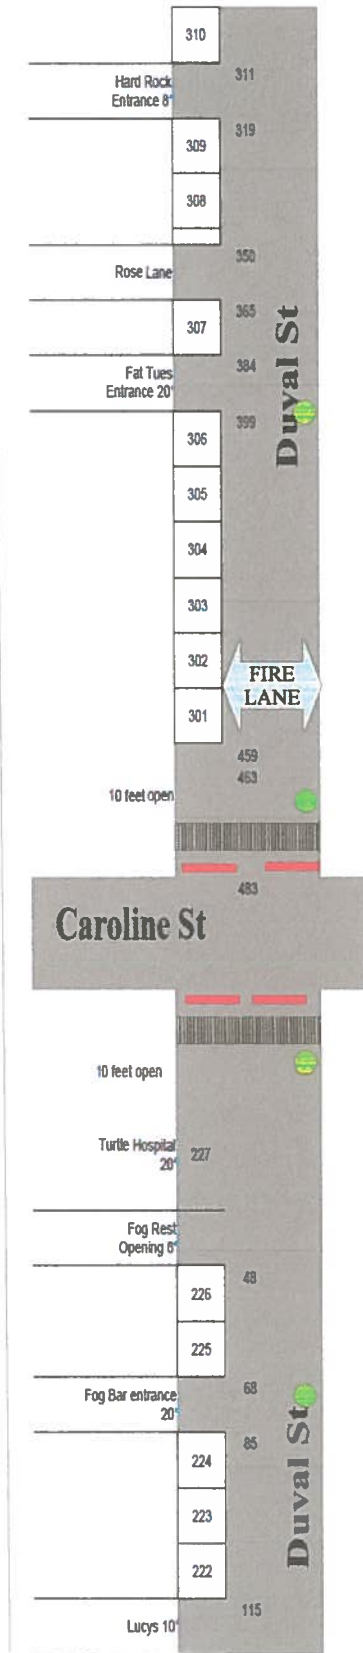 310
Hard Rock
Entrance 8'
311
319
309
308
350
Rose Lane
365
307
Duval St
384
Fat Tues
Entrance 20'
399
306
305
304
303
302
FIRE
LANE
301
459
463
10 feet open
483
Caroline St
10 feet open
Turtle Hospital
20'
227
Fog Rest
Opening 6'
48
226
225
68
Fog Bar entrance
20'
85
Duval St
224
223
222
115
Lucys 10'